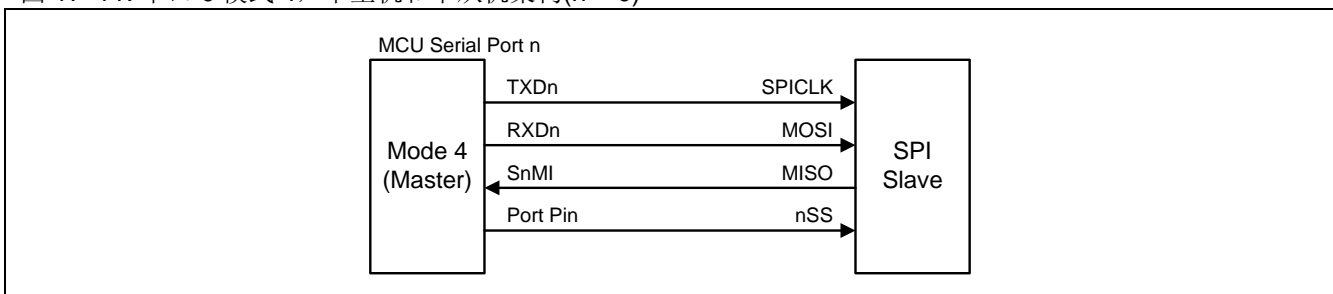 MCU Serial Port n
TXDn SPICLK
RXDn MOSI
Mode 4
(Master)
SnMI MISO
SPI
Slave
Port Pin nSS